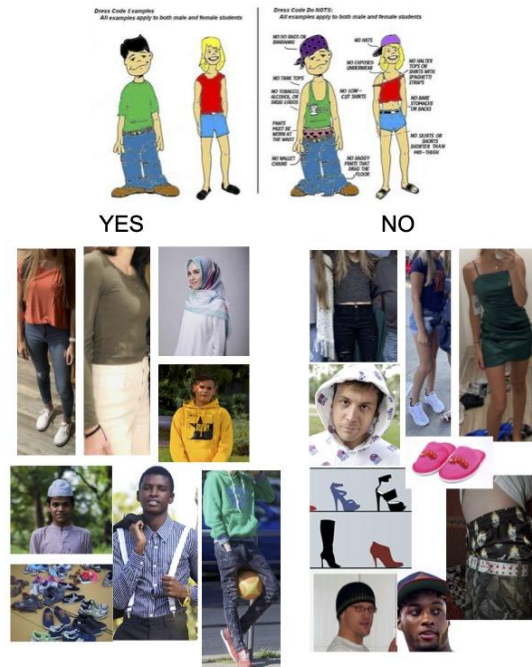 Dress Code Examples
All examples apply to both male and female students
Dress Code Do NOTS:
All examples apply to both male and female students
NO DO RAGS OR
BANDANAS
NO HATS
NO EXPOSED
UNDERWEAR
NO HALTER
TOPS OR
SHIRTS WITH
SPAGHETTI
STRAPS
NO TANK TOPS
NO TOBACCO,
ALCOHOL, OR
DRUG LOGOS
NO LOW-
CUT SHIRTS
NO BARE
STOMACHS
OR BACKS
PANTS
MUST BE
WORN AT
THE WAIST
NO SKIRTS OR
SHORTS
SHORTER THAN
MID-THIGH
NO WALLET
CHAINS
NO SAGGY
PANTS THAT
DRAG THE
FLOOR
YES
NO